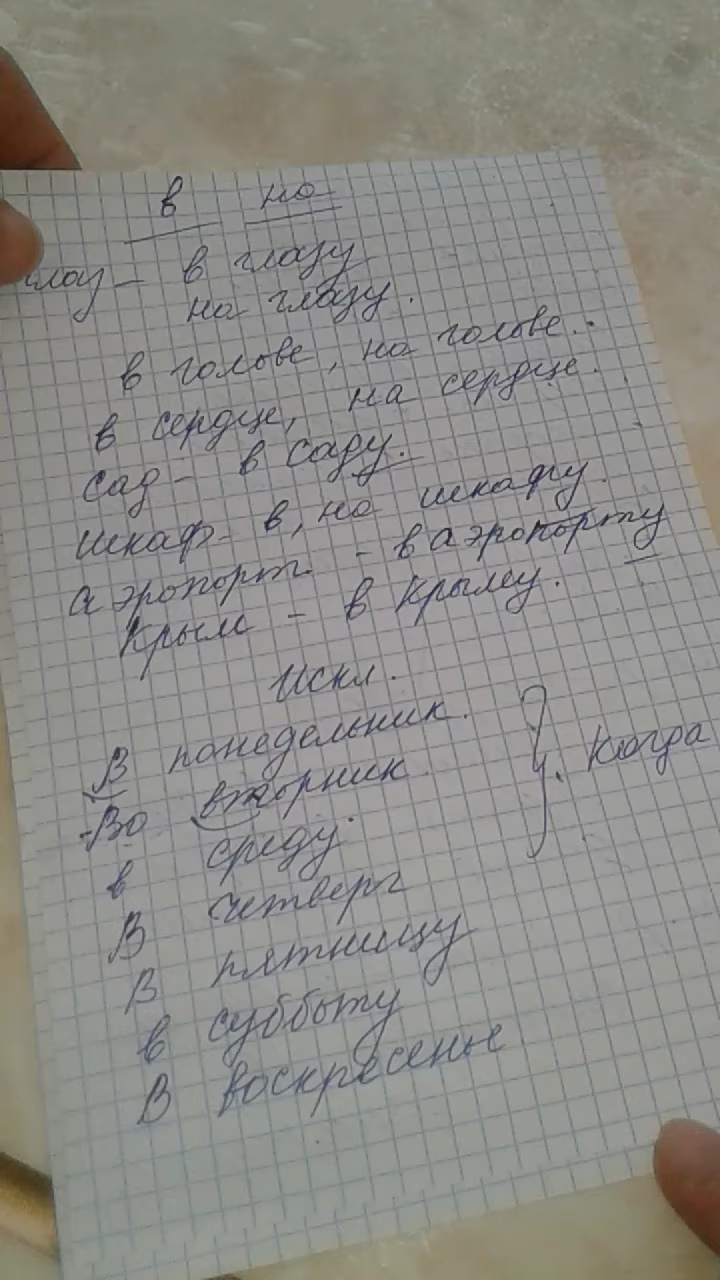 в на
глаз – в глазу
на глазу.
в голове, на голове.
в сердце, на сердце.
сад – в саду.
шкаф – в, на шкафу.
аэропорт – в аэропорту
Крым – в Крыму.
Искл.
В понедельник.
Во вторник.
в среду.
В четверг
В пятницу
в субботу
В воскресенье
Когда